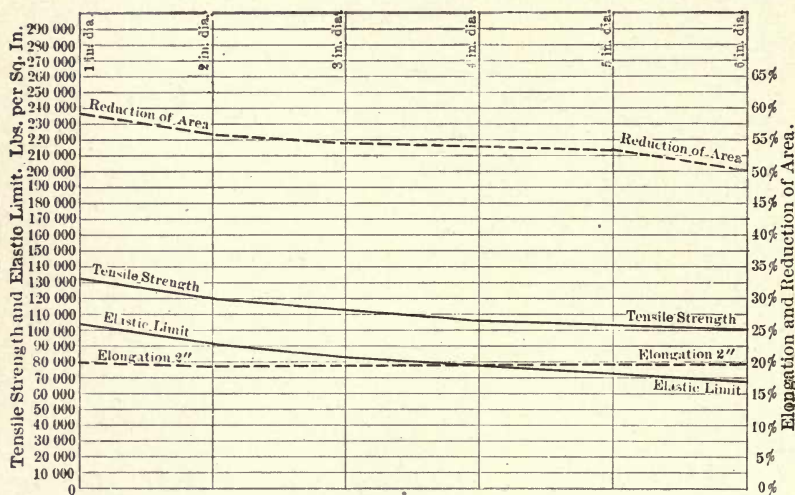 Tensile Strength and Elastic Limit. Lbs. per Sq. In.
290 000
280 000
270 000
260 000
250 000
240 000
230 000
220 000
210 000
200 000
190 000
180 000
170 000
160 000
150 000
140 000
130 000
120 000
110 000
100 000
90 000
80 000
70 000
60 000
50 000
40 000
30 000
20 000
10 000
0
1 in. dia.
2 in. dia.
3 in. dia.
4 in. dia.
5 in. dia.
6 in. dia.
Reduction of Area
Reduction of Area
Tensile Strength
Tensile Strength
Elastic Limit
Elongation 2"
Elongation 2"
Elastic Limit
65%
60%
55%
50%
45%
40%
35%
30%
25%
20%
15%
10%
5%
0%
Elongation and Reduction of Area.